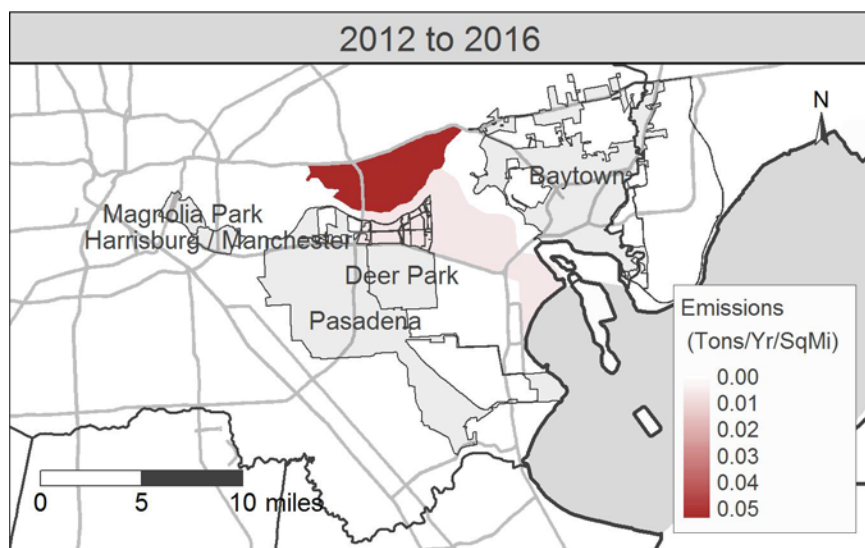 2012 to 2016
N
Baytown
Magnolia Park
Harrisburg / Manchester
Deer Park
Pasadena
Emissions
(Tons/Yr/SqMi)
0.00
0.01
0.02
0.03
0.04
0.05
0 5 10 miles